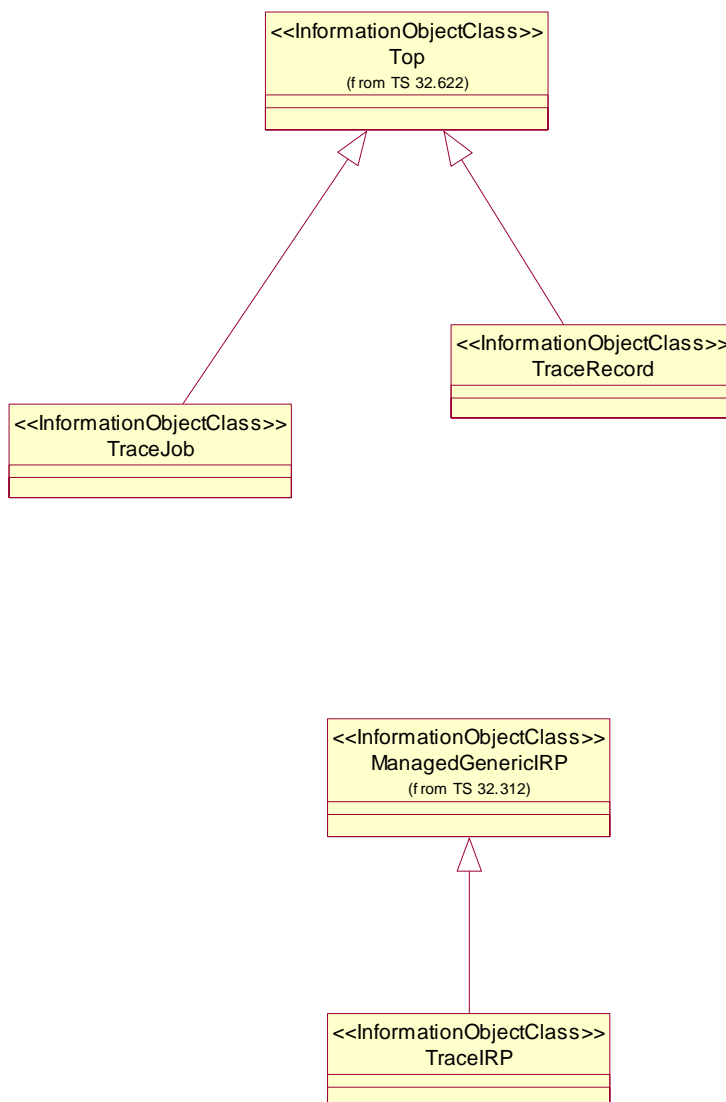 <<InformationObjectClass>>
Top
(from TS 32.622)
<<InformationObjectClass>>
TraceRecord
<<InformationObjectClass>>
TraceJob
<<InformationObjectClass>>
ManagedGenericIRP
(from TS 32.312)
<<InformationObjectClass>>
TraceIRP